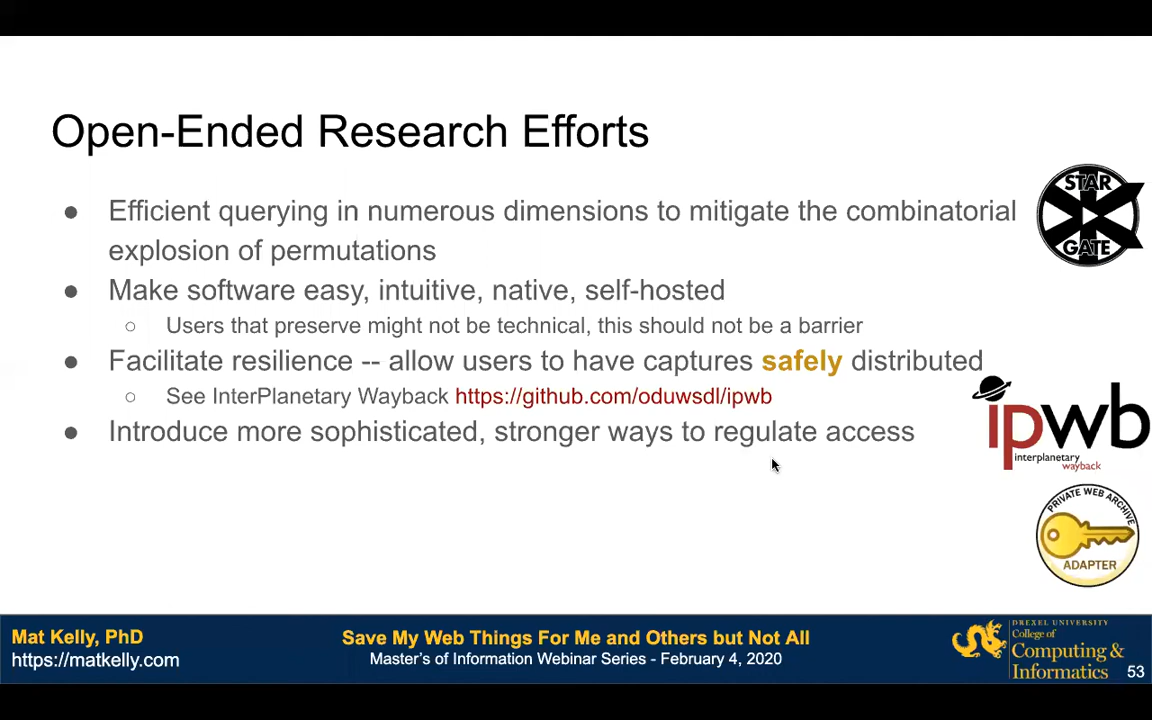 Open-Ended Research Efforts
● Efficient querying in numerous dimensions to mitigate the combinatorial
explosion of permutations
● Make software easy, intuitive, native, self-hosted
○ Users that preserve might not be technical, this should not be a barrier
● Facilitate resilience -- allow users to have captures safely distributed
○ See InterPlanetary Wayback https://github.com/oduwsdl/ipwb
● Introduce more sophisticated, stronger ways to regulate access
STAR
GATE
ipwb
interplanetary
wayback
PRIVATE WEB ARCHIVE
ADAPTER
Mat Kelly, PhD
https://matkelly.com
Save My Web Things For Me and Others but Not All
Master's of Information Webinar Series - February 4, 2020
DREXEL UNIVERSITY
College of
Computing &
Informatics
53